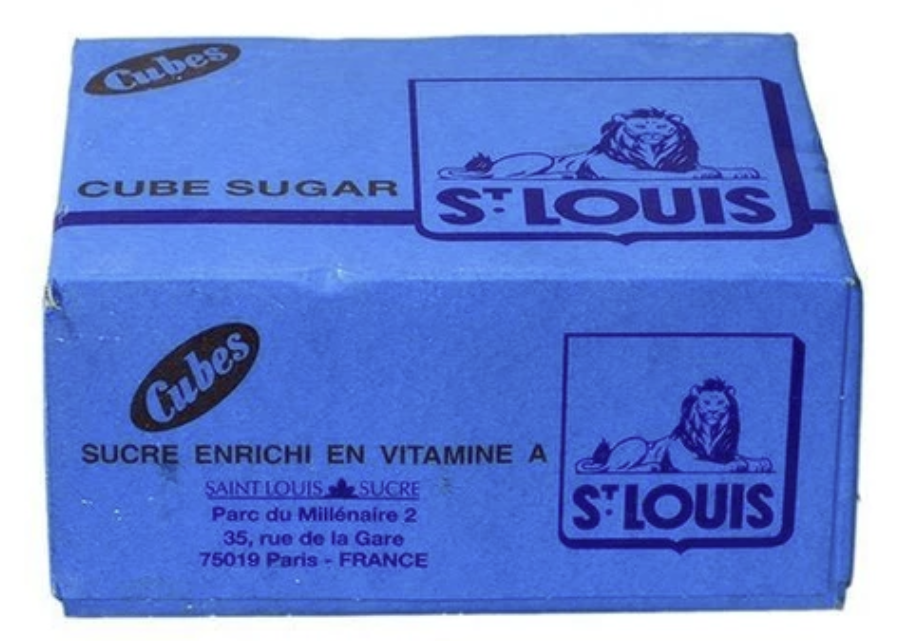 Cubes
CUBE SUGAR
ST. LOUIS
Cubes
SUCRE ENRICHI EN VITAMINE A
SAINT LOUIS SUCRE
Parc du Millénaire 2
35, rue de la Gare
75019 Paris - FRANCE
ST. LOUIS